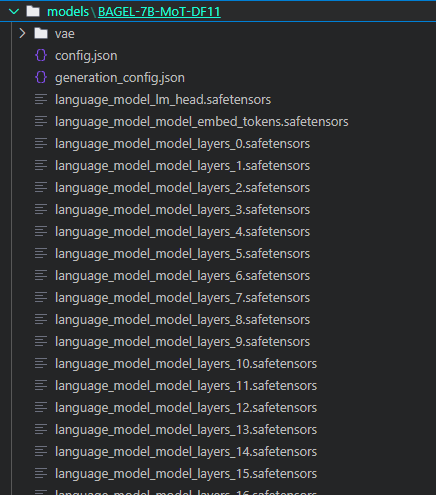 models\BAGEL-7B-MoT-DF11
vae
config.json
generation_config.json
language_model_lm_head.safetensors
language_model_model_embed_tokens.safetensors
language_model_model_layers_0.safetensors
language_model_model_layers_1.safetensors
language_model_model_layers_2.safetensors
language_model_model_layers_3.safetensors
language_model_model_layers_4.safetensors
language_model_model_layers_5.safetensors
language_model_model_layers_6.safetensors
language_model_model_layers_7.safetensors
language_model_model_layers_8.safetensors
language_model_model_layers_9.safetensors
language_model_model_layers_10.safetensors
language_model_model_layers_11.safetensors
language_model_model_layers_12.safetensors
language_model_model_layers_13.safetensors
language_model_model_layers_14.safetensors
language_model_model_layers_15.safetensors
language_model_model_layers_16.safetensors